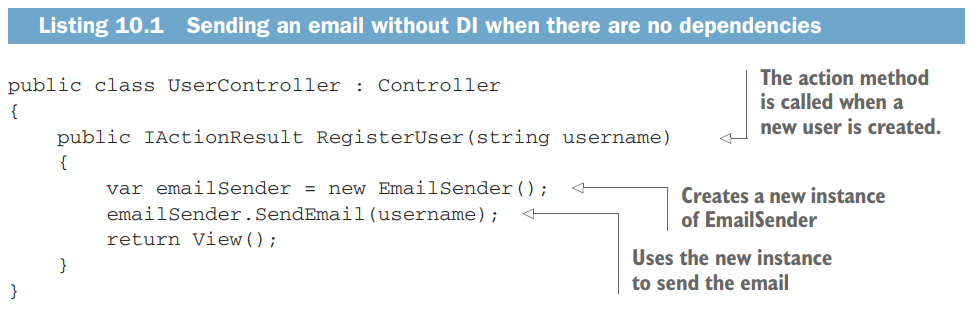 Listing 10.1 Sending an email without DI when there are no dependencies
public class UserController : Controller
{
    public IActionResult RegisterUser(string username)
    {
        var emailSender = new EmailSender();
        emailSender.SendEmail(username);
        return View();
    }
}
The action method
is called when a
new user is created.
Creates a new instance
of EmailSender
Uses the new instance
to send the email